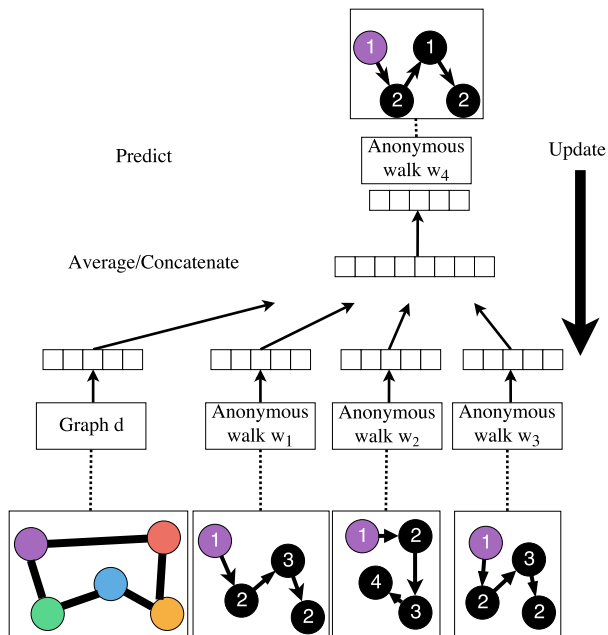 1
1
2
2
Predict
Anonymous
walk w4
Update
Average/Concatenate
Graph d
Anonymous
walk w1
Anonymous
walk w2
Anonymous
walk w3
1
3
2
2
1
2
4
3
1
3
2
2